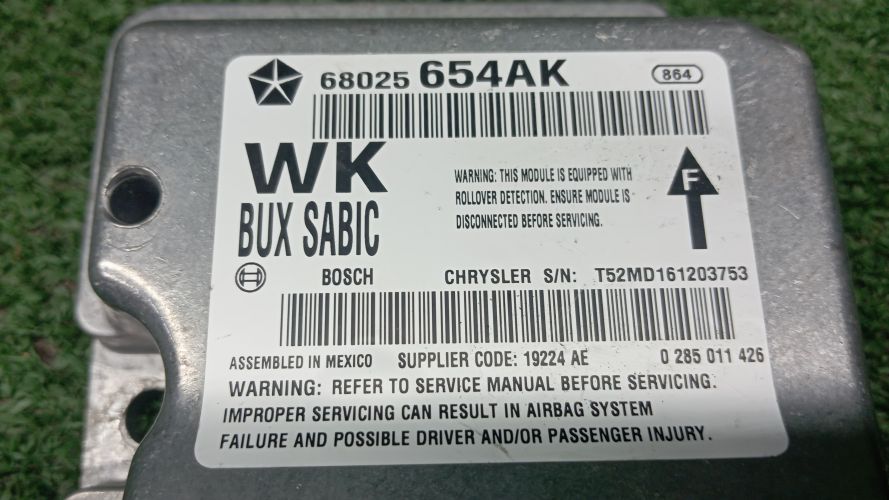 68025 654AK 864
WK
BUX SABIC
WARNING: THIS MODULE IS EQUIPPED WITH
ROLLOVER DETECTION. ENSURE MODULE IS
DISCONNECTED BEFORE SERVICING.
F
BOSCH CHRYSLER S/N: T52MD161203753
ASSEMBLED IN MEXICO SUPPLIER CODE: 19224 AE 0 285 011 426
WARNING: REFER TO SERVICE MANUAL BEFORE SERVICING.
IMPROPER SERVICING CAN RESULT IN AIRBAG SYSTEM
FAILURE AND POSSIBLE DRIVER AND/OR PASSENGER INJURY.